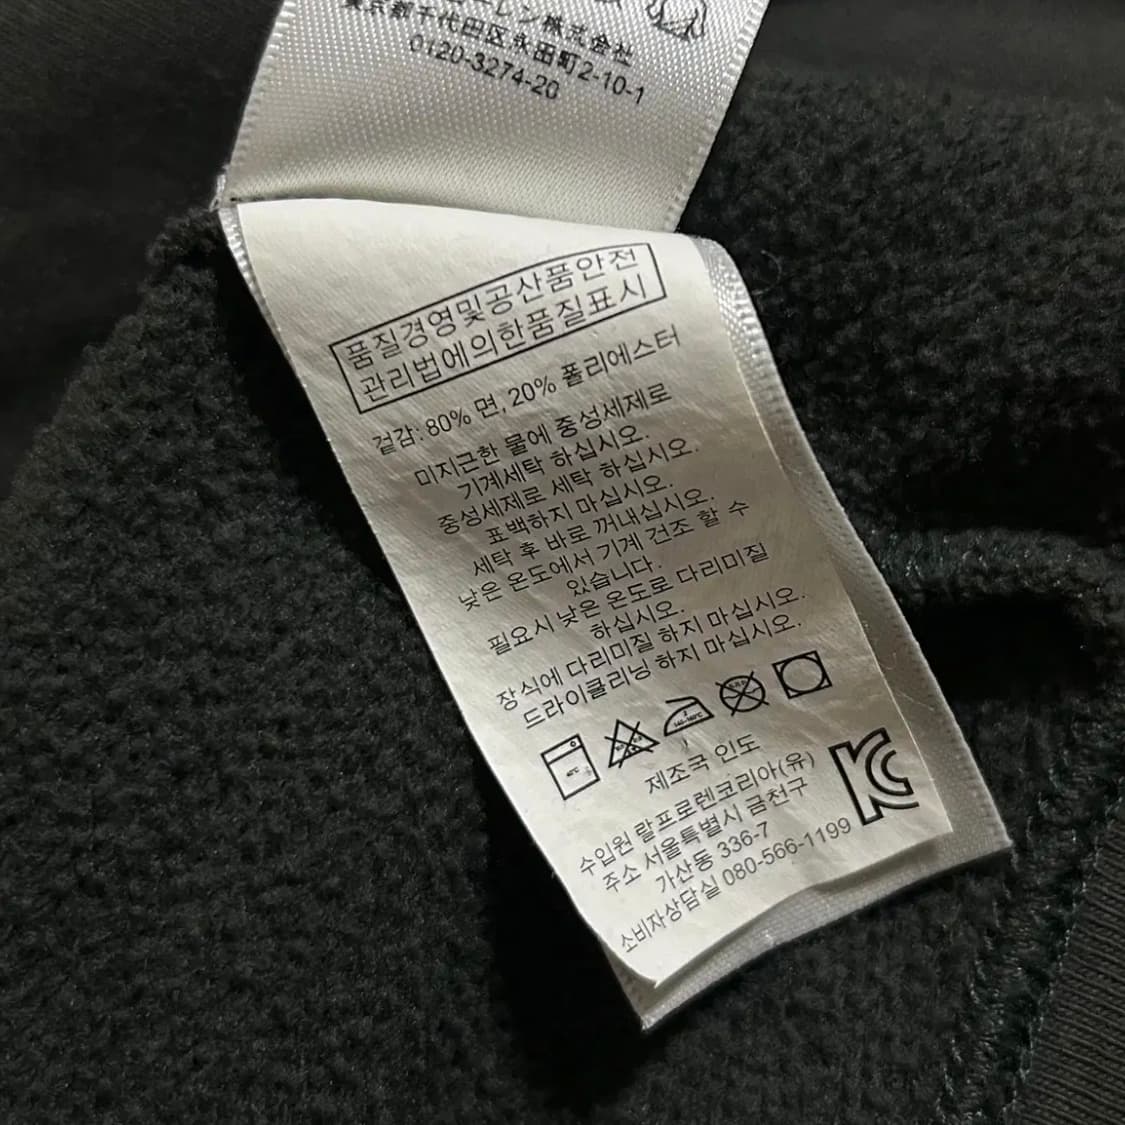 ーレン株式会社
東京都千代田区永田町2-10-1
0120-3274-20
품질경영및공산품안전
관리법에의한품질표시
겉감: 80% 면, 20% 폴리에스터
미지근한 물에 중성세제로
기계세탁 하십시오.
중성세제로 세탁 하십시오.
표백하지 마십시오.
세탁 후 바로 꺼내십시오.
낮은 온도에서 기계 건조 할 수
있습니다.
필요시 낮은 온도로 다리미질
하십시오.
장식에 다리미질 하지 마십시오.
드라이클리닝 하지 마십시오.
제조국 인도
수입원 랄프로렌코리아(유)
주소 서울특별시 금천구
가산동 336-7
소비자상담실 080-566-1199